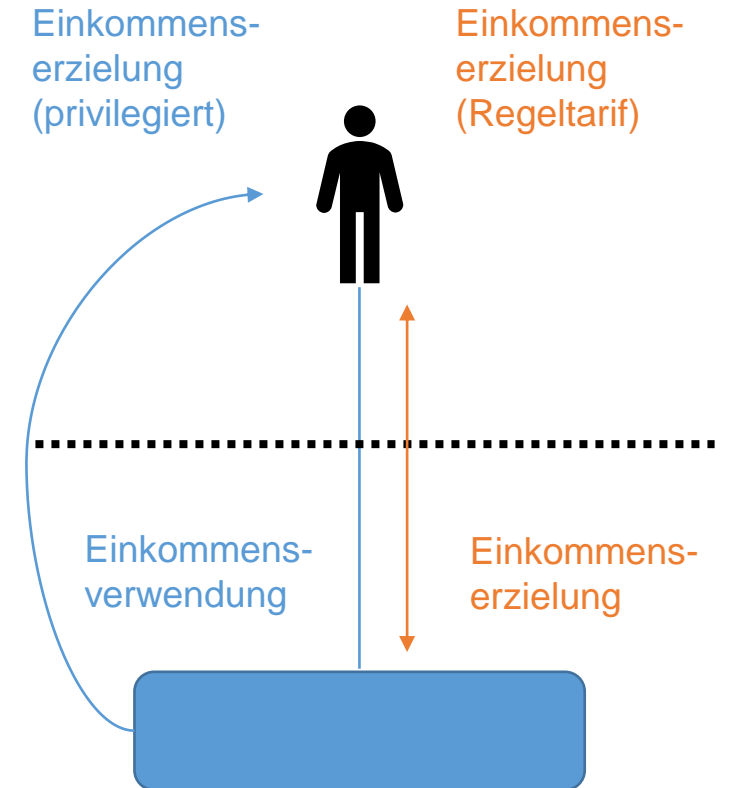 Einkommens-
erzielung
(privilegiert)
Einkommens-
erzielung
(Regeltarif)
Einkommens-
verwendung
Einkommens-
erzielung